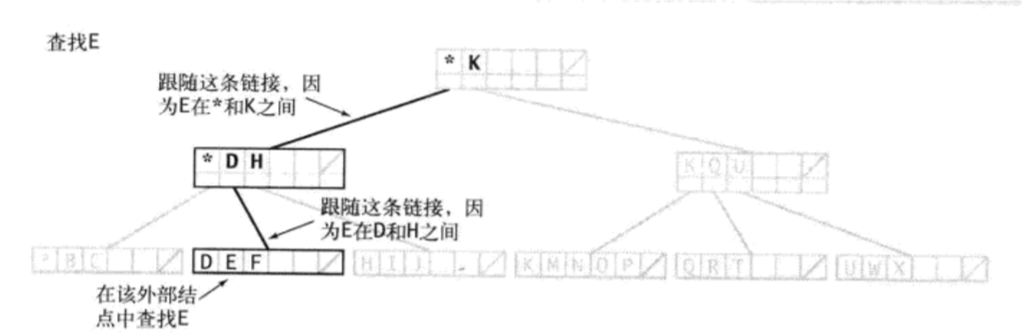 查找E
* K
跟随这条链接，因
为E在*和K之间
* D H
K Q U
跟随这条链接，因
为E在D和H之间
* B C
D E F
H I J
K M N O P
Q R T
U W X
在该外部结
点中查找E